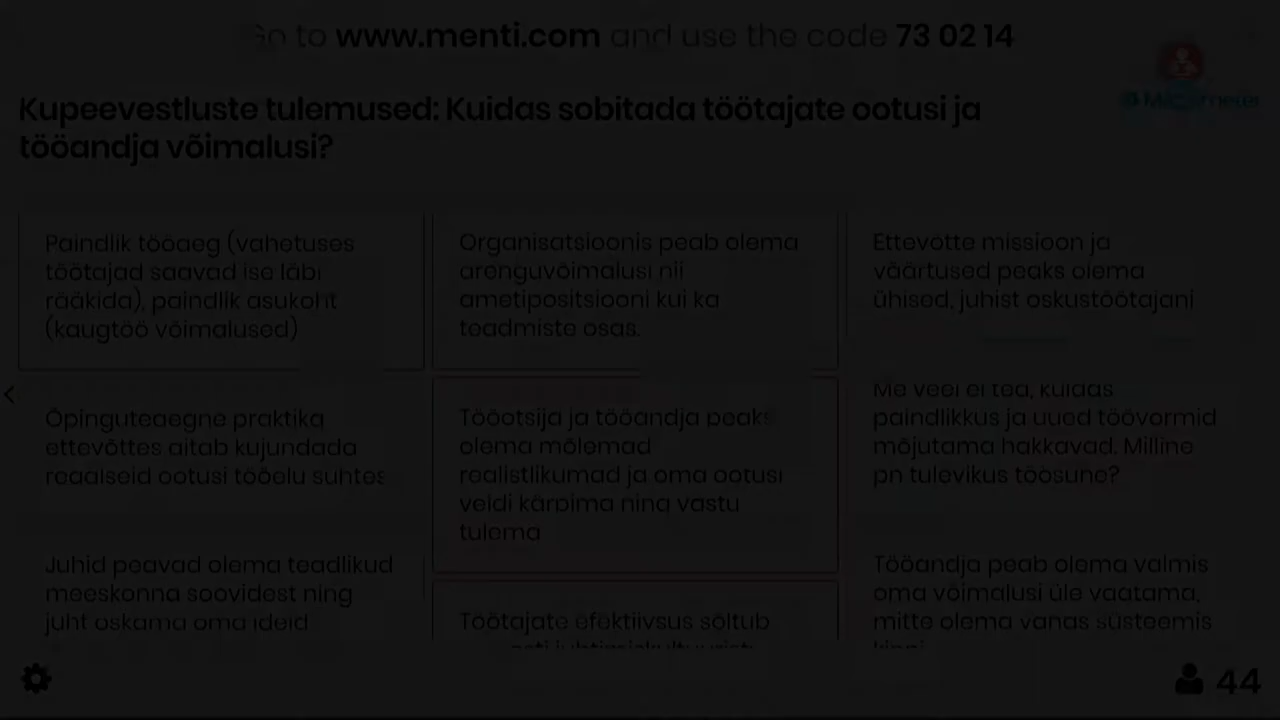 Go to www.menti.com and use the code 73 02 14
Mentimeter
Kupeevestluste tulemused: Kuidas sobitada töötajate ootusi ja
tööandja võimalusi?
Paindlik tööaeg (vahetuses
töötajad saavad ise läbi
rääkida), paindlik asukoht
(kaugtöö võimalused)
Organisatsioonis peab olema
arenguvõimalusi nii
ametipositsiooni kui ka
teadmiste osas.
Ettevõtte missioon ja
väärtused peaks olema
ühised, juhist oskustöötajani
Õpinguteaegne praktika
ettevõttes aitab kujundada
reaalseid ootusi tööelu suhtes
Tööotsija ja tööandja peaks
olema mõlemad
realistlikumad ja oma ootusi
veidi kärpima ning vastu
tulema
Me veel ei tea, kuidas
paindlikkus ja uued töövormid
mõjutama hakkavad. Milline
pn tulevikus töösuhe?
Juhid peavad olema teadlikud
meeskonna soovidest ning
juht oskama oma ideid
Töötajate efektiivsus sõltub
Tööandja peab olema valmis
oma võimalusi üle vaatama,
mitte olema vanas süsteemis
kinni
44